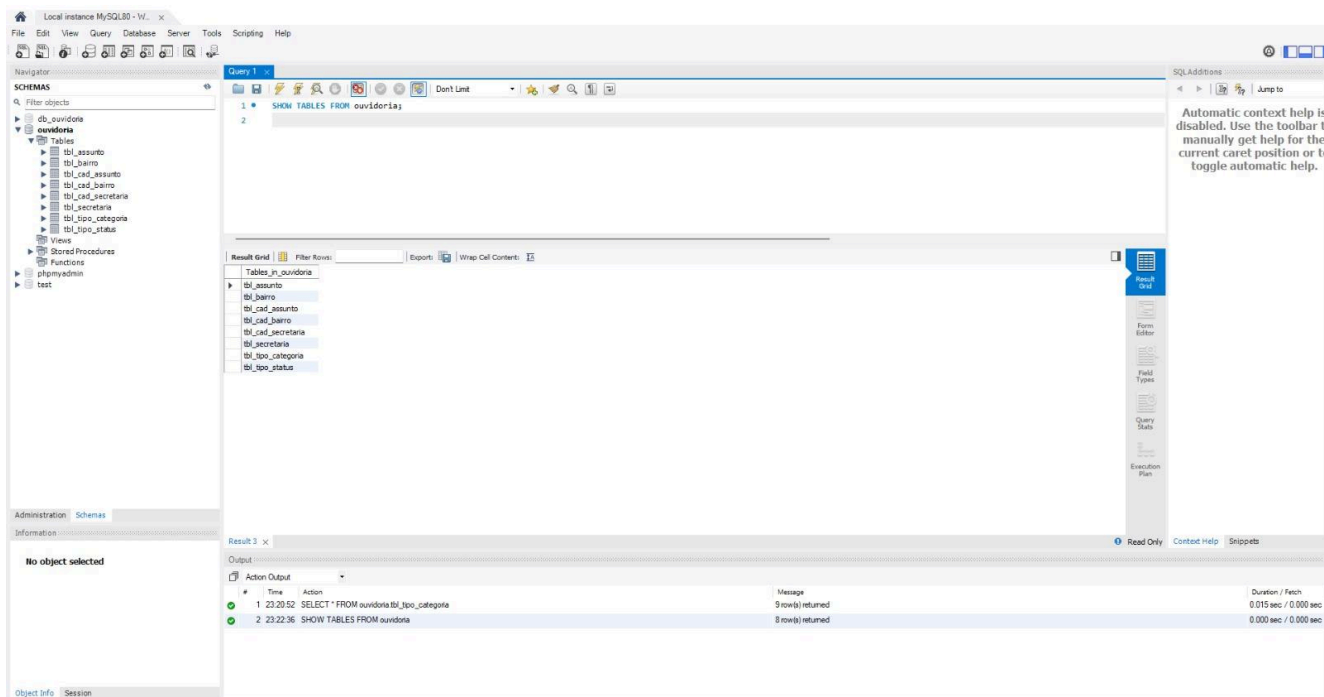 Local instance MySQL80 - W.. ×
File Edit View Query Database Server Tools Scripting Help
Navigator
SCHEMAS
Filter objects
db_ouvidoria
ouvidoria
Tables
tbl_assunto
tbl_bairro
tbl_cad_assunto
tbl_cad_bairro
tbl_cad_secretaria
tbl_secretaria
tbl_tipo_categoria
tbl_tipo_status
Views
Stored Procedures
Functions
phpmyadmin
test
Administration Schemas
Information
No object selected
Object Info Session
Query 1 ×
Don't Limit
1 SHOW TABLES FROM ouvidoria;
2
Result Grid Filter Rows: Export: Wrap Cell Content:
Tables_in_ouvidoria
tbl_assunto
tbl_bairro
tbl_cad_assunto
tbl_cad_bairro
tbl_cad_secretaria
tbl_secretaria
tbl_tipo_categoria
tbl_tipo_status
Result
Grid
Form
Editor
Field
Types
Query
Stats
Execution
Plan
Result 3 ×
Read Only
Output
Action Output
# Time Action Message Duration / Fetch
1 23:20:52 SELECT * FROM ouvidoria.tbl_tipo_categoria 9 row(s) returned 0.015 sec / 0.000 sec
2 23:22:36 SHOW TABLES FROM ouvidoria 8 row(s) returned 0.000 sec / 0.000 sec
SQLAdditions
Jump to
Automatic context help is
disabled. Use the toolbar t
manually get help for the
current caret position or t
toggle automatic help.
Context Help Snippets